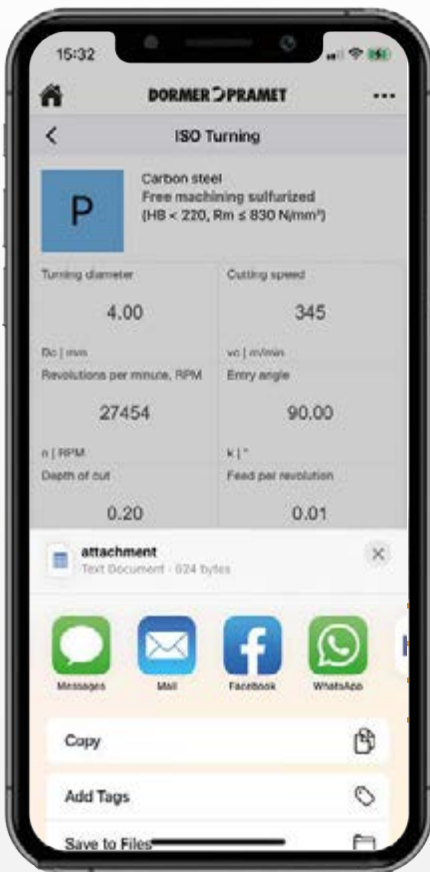 15:32
DORMER PRAMET
ISO Turning
P
Carbon steel
Free machining sulfurized
(HB < 220, Rm ≤ 830 N/mm²)
Turning diameter Cutting speed
4.00 345
Dc | mm vc | m/min
Revolutions per minute, RPM Entry angle
27454 90.00
n | RPM k | °
Depth of cut Feed per revolution
0.20 0.01
attachment
Text Document · 624 bytes
Messages Mail Facebook WhatsApp
Copy
Add Tags
Save to Files